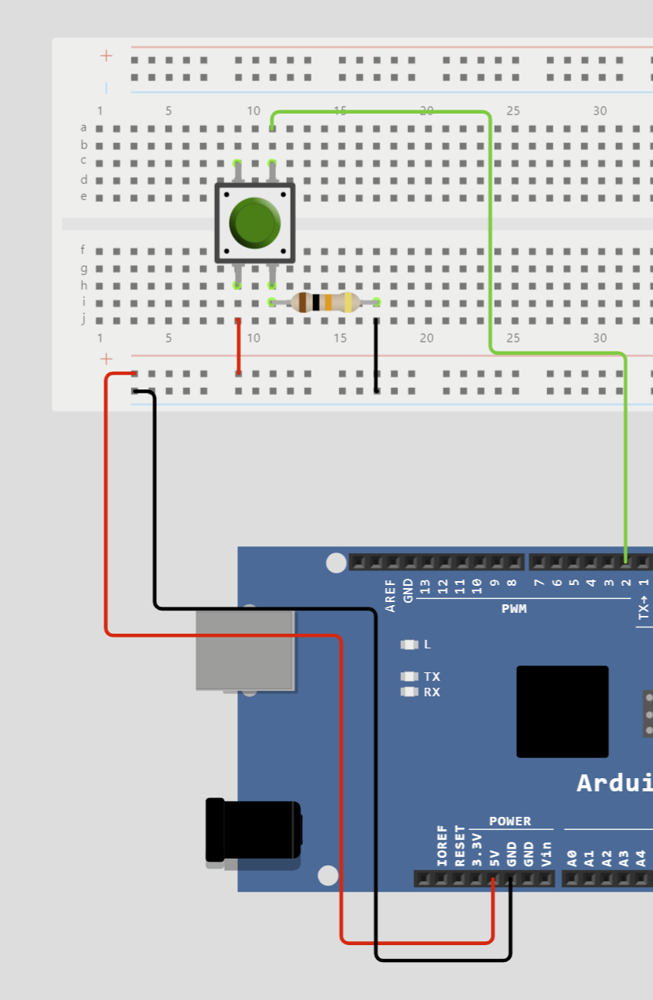 +
1 5 10 15 20 25 30
a
b
c
d
e
f
g
h
i
j
1 5 10 15 20 25 30
+
AREF
GND
13
12
11
10
9
8
7
6
5
4
3
2
TX→ 1
PWM
L
TX
RX
Ardui
POWER
IOREF
RESET
3.3V
5V
GND
GND
Vin
A0
A1
A2
A3
A4